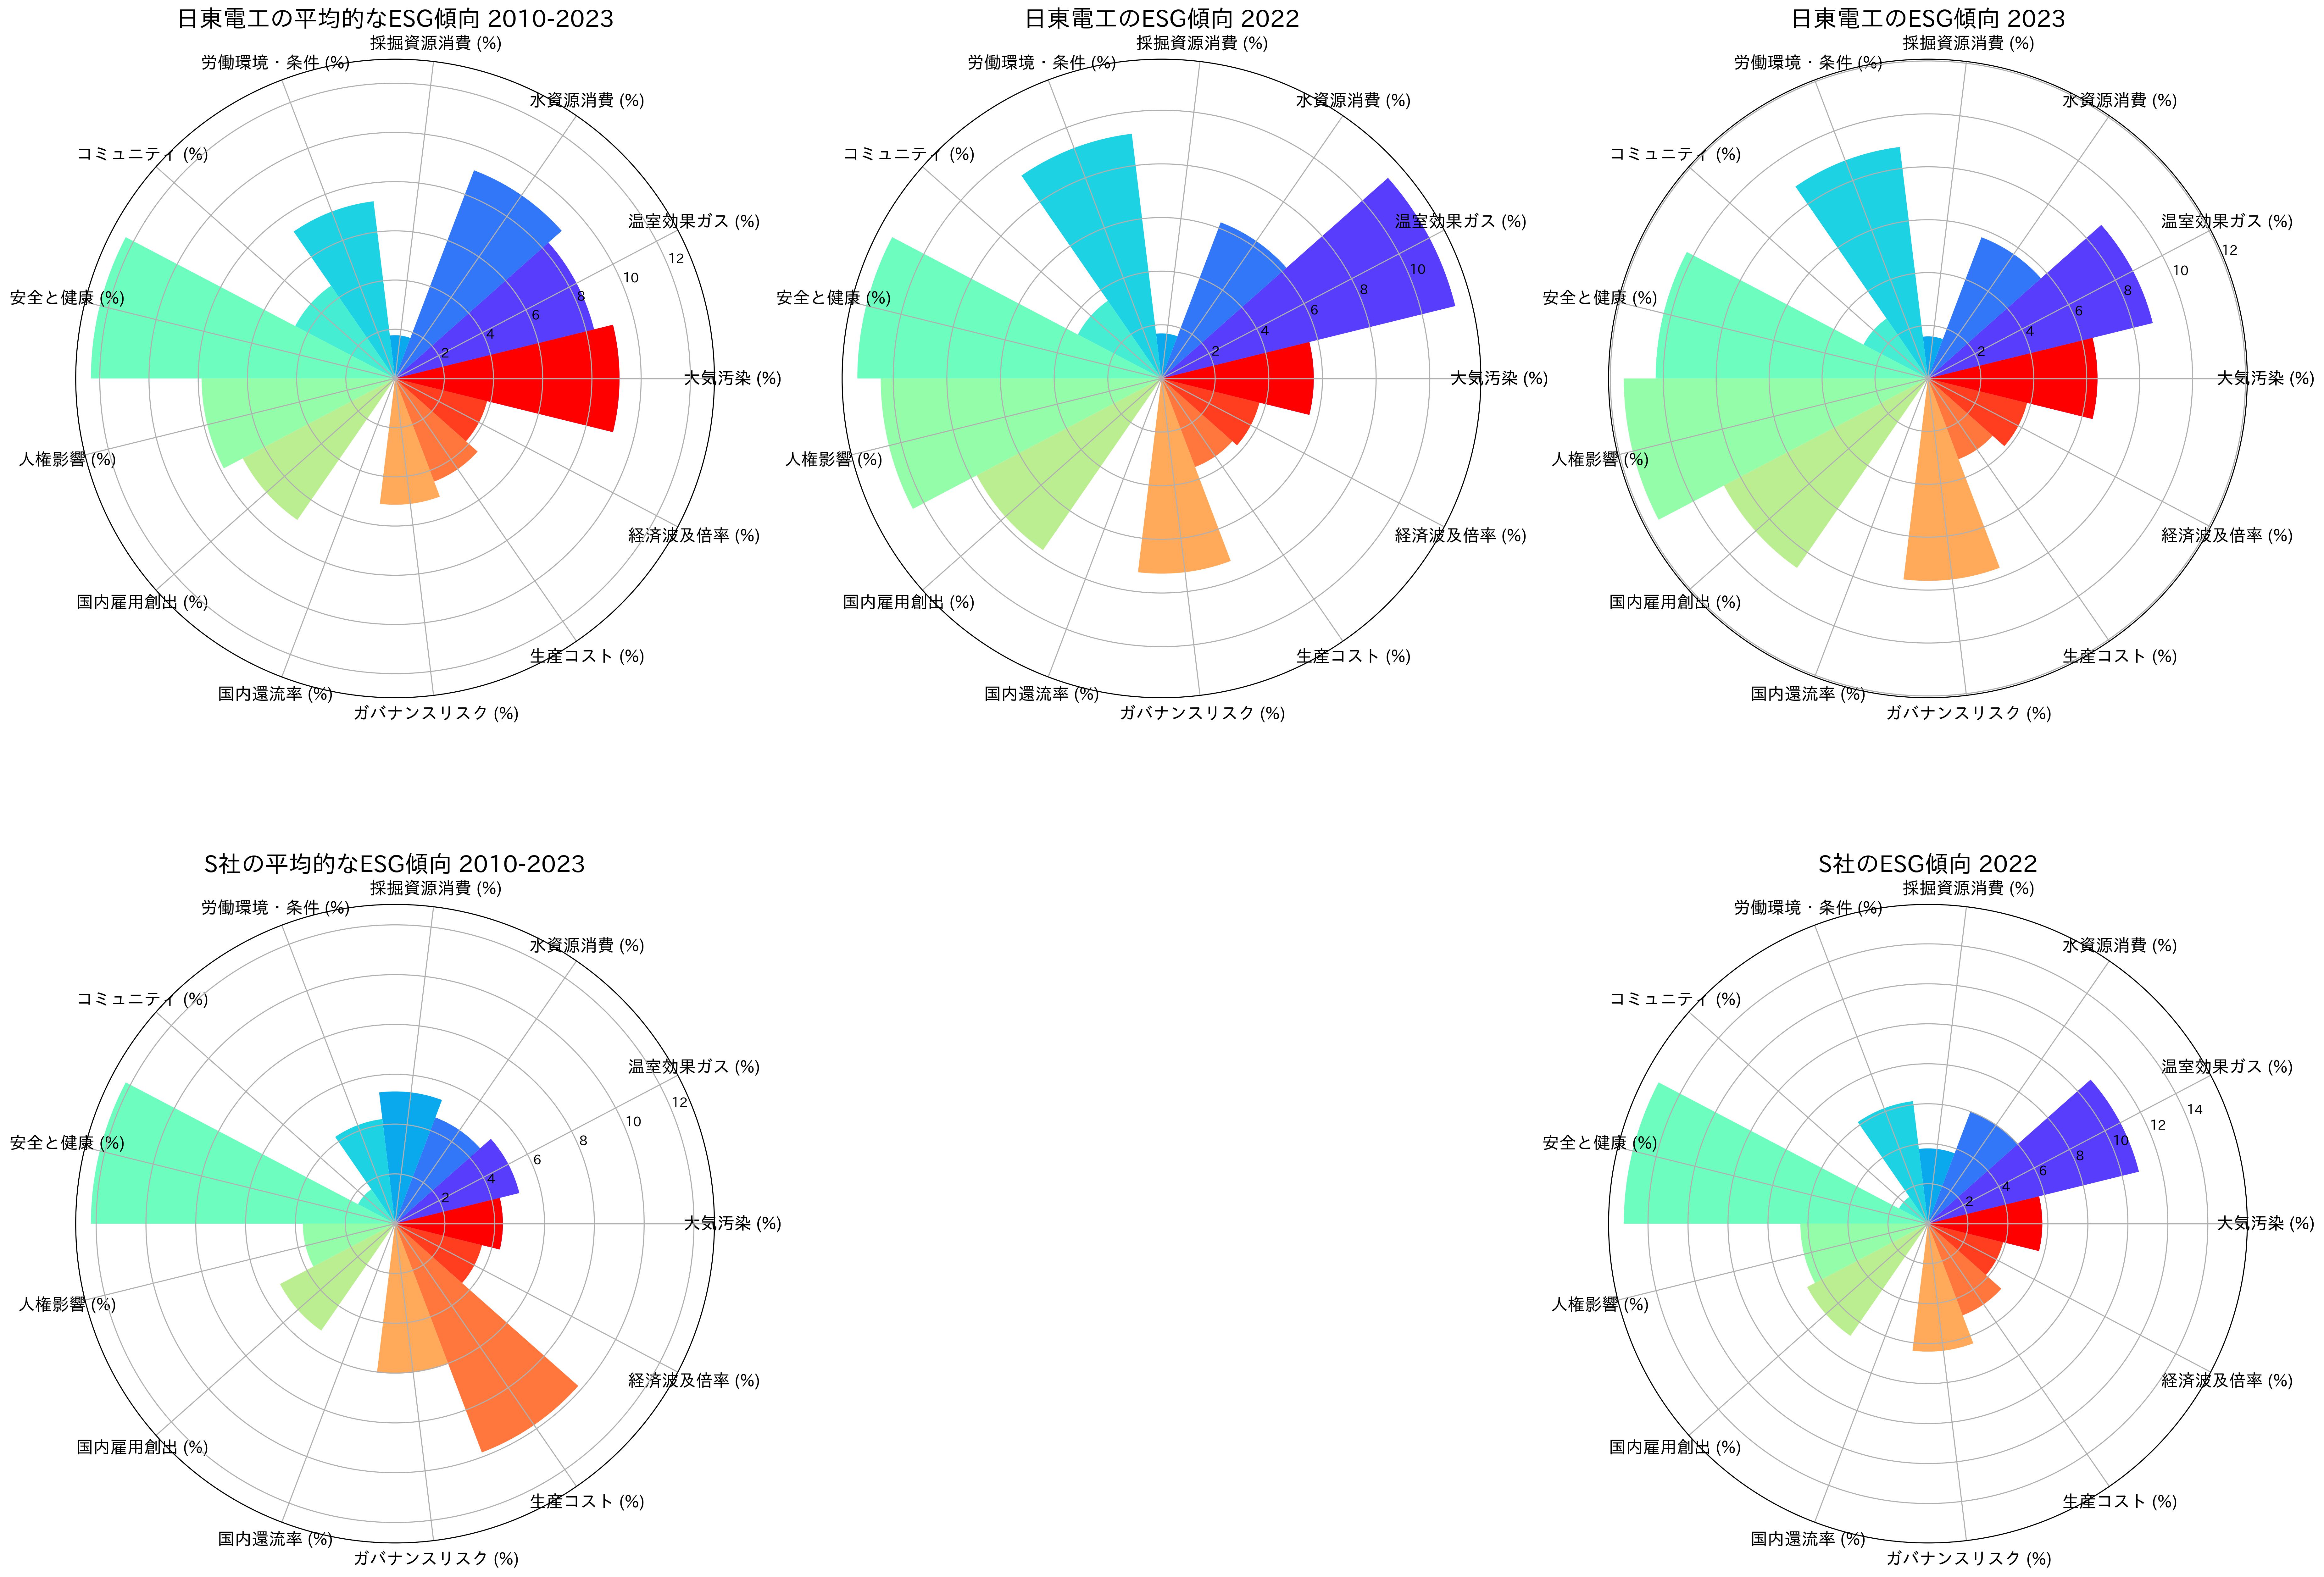 日東電工の平均的なESG傾向 2010-2023
採掘資源消費 (%)
労働環境・条件 (%)
水資源消費 (%)
コミュニティ (%)
温室効果ガス (%)
12
10
8
6
4
2
安全と健康 (%)
大気汚染 (%)
人権影響 (%)
経済波及倍率 (%)
国内雇用創出 (%)
生産コスト (%)
国内還流率 (%)
ガバナンスリスク (%)
日東電工のESG傾向 2022
採掘資源消費 (%)
労働環境・条件 (%)
水資源消費 (%)
コミュニティ (%)
温室効果ガス (%)
10
8
6
4
2
安全と健康 (%)
大気汚染 (%)
人権影響 (%)
経済波及倍率 (%)
国内雇用創出 (%)
生産コスト (%)
国内還流率 (%)
ガバナンスリスク (%)
日東電工のESG傾向 2023
採掘資源消費 (%)
労働環境・条件 (%)
水資源消費 (%)
コミュニティ (%)
温室効果ガス (%)
12
10
8
6
4
2
安全と健康 (%)
大気汚染 (%)
人権影響 (%)
経済波及倍率 (%)
国内雇用創出 (%)
生産コスト (%)
国内還流率 (%)
ガバナンスリスク (%)
S社の平均的なESG傾向 2010-2023
採掘資源消費 (%)
労働環境・条件 (%)
水資源消費 (%)
コミュニティ (%)
温室効果ガス (%)
12
10
8
6
4
2
安全と健康 (%)
大気汚染 (%)
人権影響 (%)
経済波及倍率 (%)
国内雇用創出 (%)
生産コスト (%)
国内還流率 (%)
ガバナンスリスク (%)
S社のESG傾向 2022
採掘資源消費 (%)
労働環境・条件 (%)
水資源消費 (%)
コミュニティ (%)
温室効果ガス (%)
14
12
10
8
6
4
2
安全と健康 (%)
大気汚染 (%)
人権影響 (%)
経済波及倍率 (%)
国内雇用創出 (%)
生産コスト (%)
国内還流率 (%)
ガバナンスリスク (%)